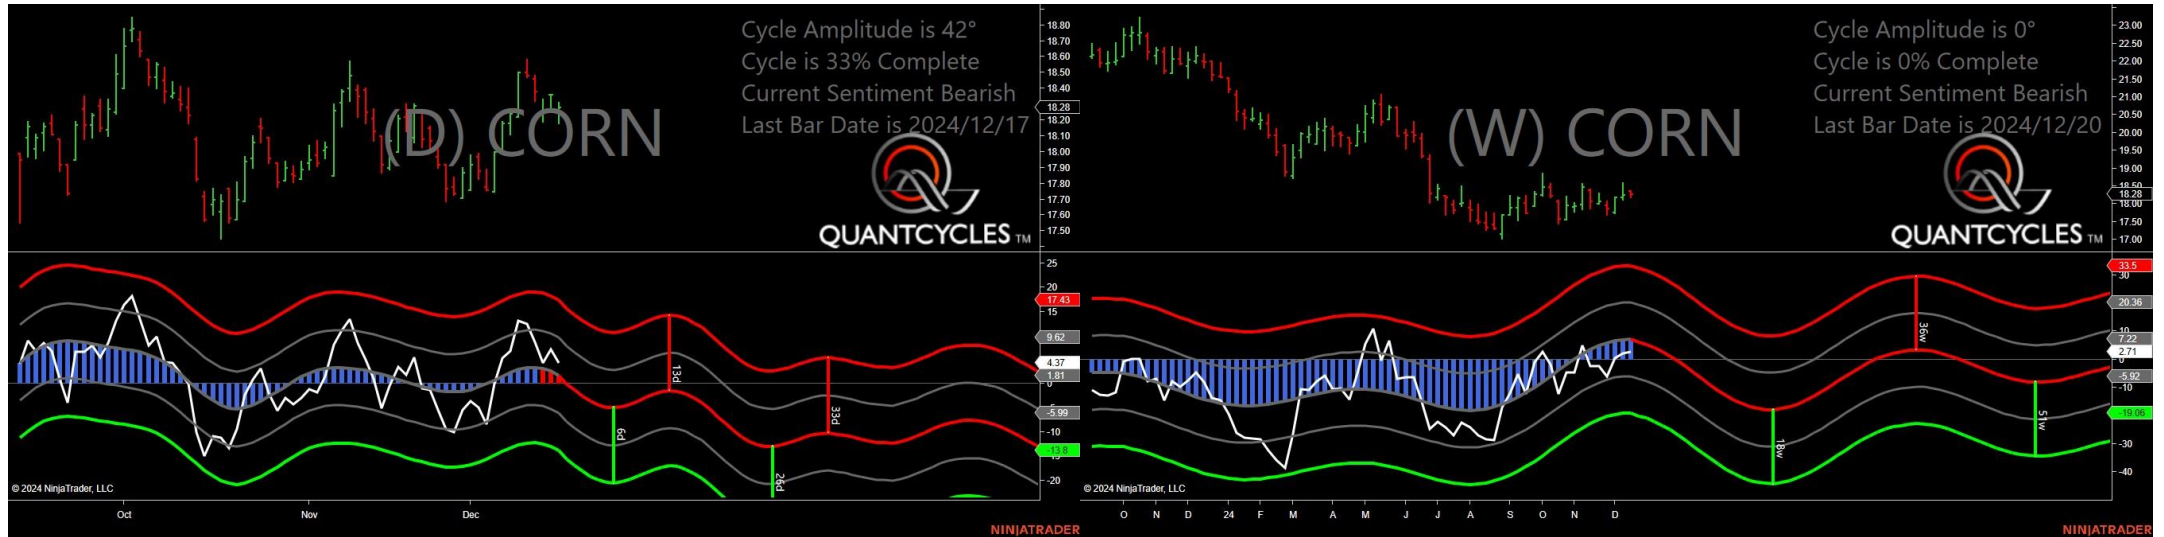 Cycle Amplitude is 42°
Cycle is 33% Complete
Current Sentiment Bearish
Last Bar Date is 2024/12/17
(D) CORN
QUANTCYCLES TM
18.80
18.70
18.60
18.50
18.40
18.28
18.20
18.10
18.00
17.90
17.80
17.70
17.60
17.50
25
20
17.43
15
9.62
4.37
1.81
0
-5.99
-10
-13.8
-20
6d
13d
26d
33d
© 2024 NinjaTrader, LLC
Oct
Nov
Dec
NINJATRADER
Cycle Amplitude is 0°
Cycle is 0% Complete
Current Sentiment Bearish
Last Bar Date is 2024/12/20
(W) CORN
QUANTCYCLES TM
23.00
22.50
22.00
21.50
21.00
20.50
20.00
19.50
19.00
18.50
18.28
18.00
17.50
17.00
33.5
30
20.36
10
7.22
2.71
0
-5.92
-10
-19.06
-30
-40
18w
36w
51w
© 2024 NinjaTrader, LLC
O
N
D
24
F
M
A
M
J
J
A
S
O
N
D
NINJATRADER